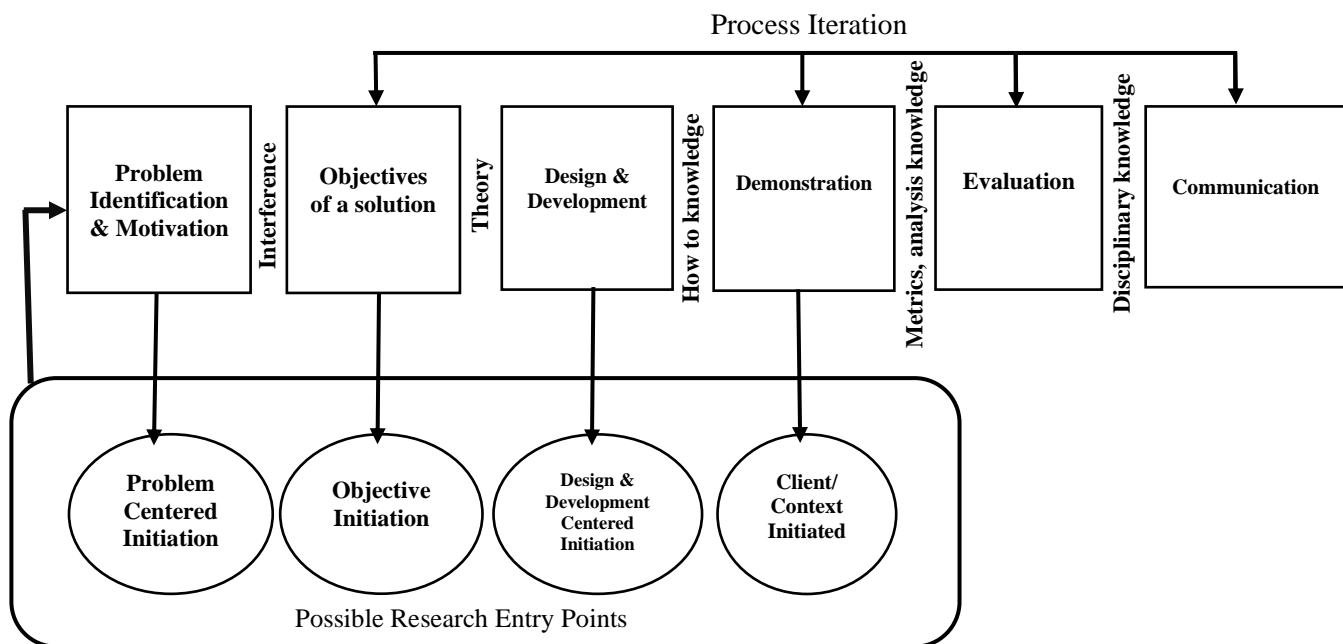 Process Iteration
Problem
Identification
& Motivation
Interference
Objectives
of a solution
Theory
Design &
Development
How to knowledge
Demonstration
Metrics, analysis knowledge
Evaluation
Disciplinary knowledge
Communication
Problem
Centered
Initiation
Objective
Initiation
Design &
Development
Centered
Initiation
Client/
Context
Initiated
Possible Research Entry Points